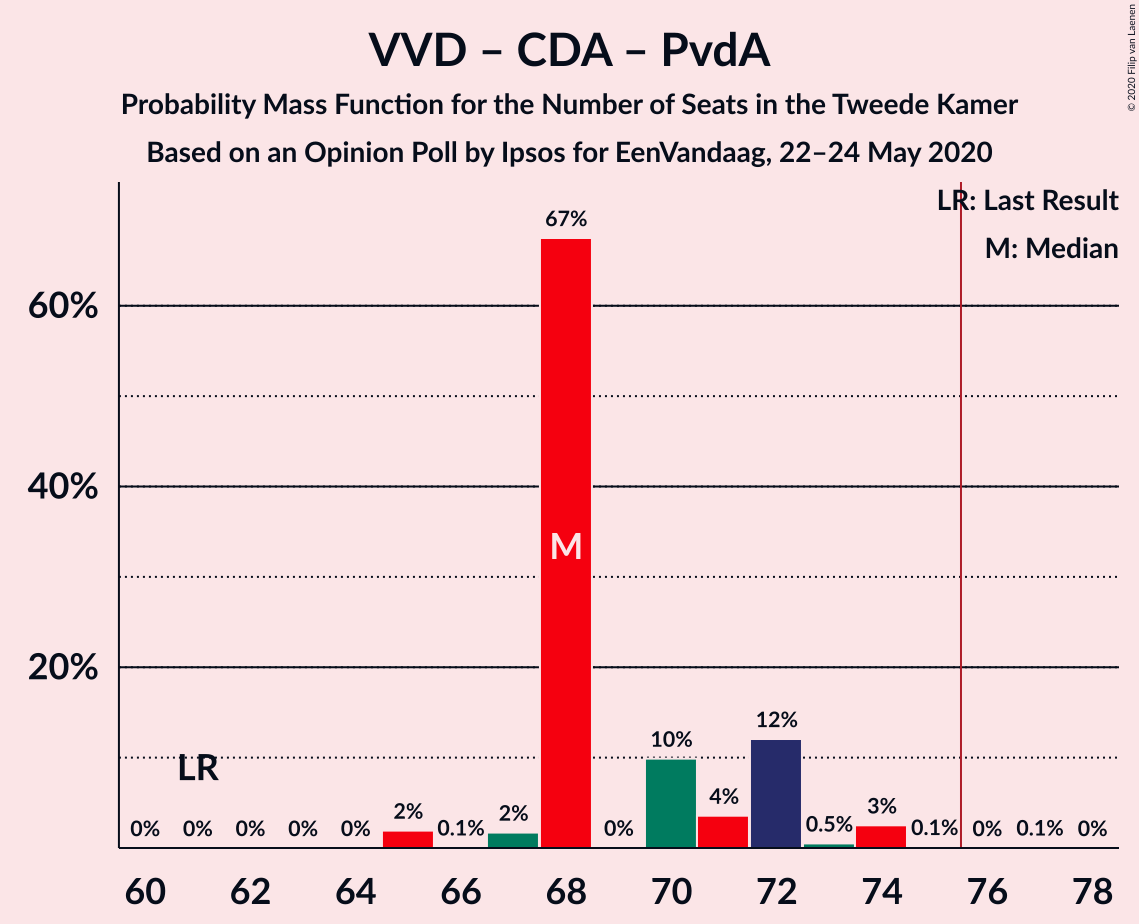 VVD – CDA – PvdA
Probability Mass Function for the Number of Seats in the Tweede Kamer
Based on an Opinion Poll by Ipsos for EenVandaag, 22–24 May 2020
© 2020 Filip van Laenen
LR: Last Result
M: Median
60%
40%
20%
67%
M
LR
0% 0% 0% 0% 0% 2% 0.1% 2% 0% 10% 4% 12% 0.5% 3% 0.1% 0% 0.1% 0%
60 62 64 66 68 70 72 74 76 78